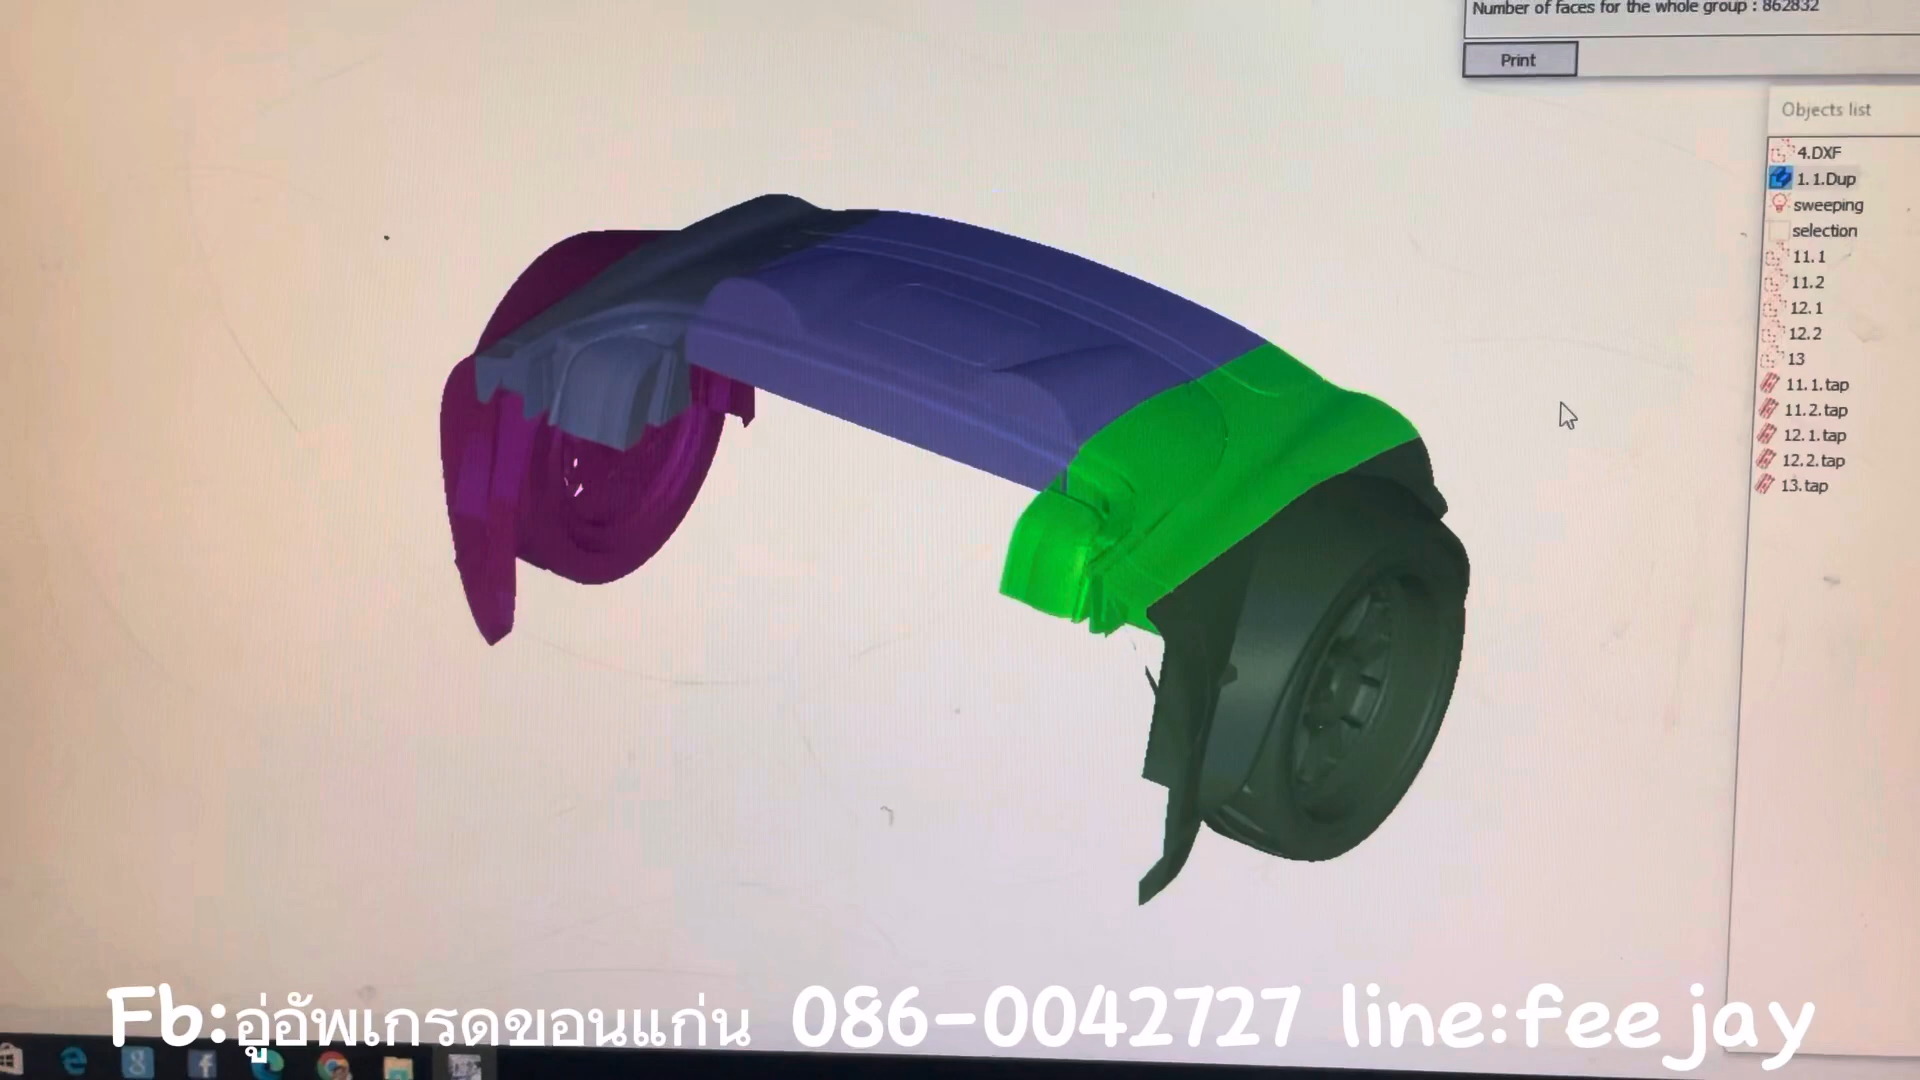 Number of faces for the whole group : 862832
Print
Objects list
4.DXF
1.1.Dup
sweeping
selection
11.1
11.2
12.1
12.2
13
11.1.tap
11.2.tap
12.1.tap
12.2.tap
13.tap
Fb:อู่อัพเกรดขอนแก่น 086-0042727 line:feejay